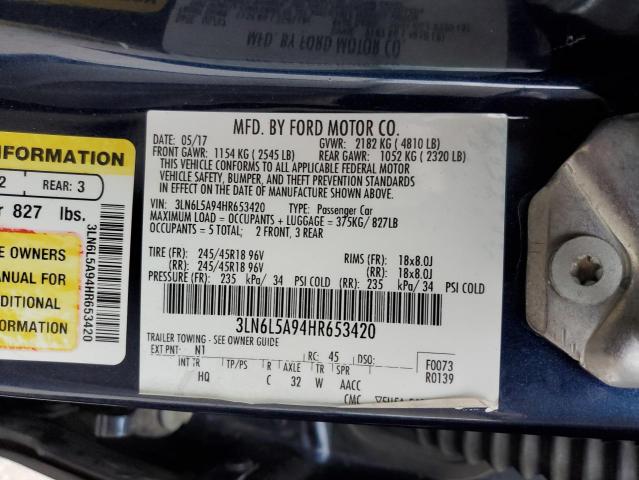 MFD. BY FORD MOTOR CO.
DATE: 05/17 GVWR: 2182 KG ( 4810 LB)
FRONT GAWR: 1154 KG ( 2545 LB) REAR GAWR: 1052 KG ( 2320 LB)
THIS VEHICLE CONFORMS TO ALL APPLICABLE FEDERAL MOTOR
VEHICLE SAFETY, BUMPER, AND THEFT PREVENTION STANDARDS
IN EFFECT ON THE DATE OF MANUFACTURE SHOWN ABOVE.
VIN: 3LN6L5A94HR653420 TYPE: Passenger Car
MAXIMUM LOAD = OCCUPANTS + LUGGAGE = 375KG/ 827LB
OCCUPANTS = 5 TOTAL; 2 FRONT, 3 REAR
TIRE (FR): 245/45R18 96V RIMS (FR): 18x8.0J
(RR): 245/45R18 96V (RR): 18x8.0J
PRESSURE (FR): 235 kPa/ 34 PSI COLD (RR): 235 kPa/ 34 PSI COLD
3LN6L5A94HR653420
TRAILER TOWING - SEE OWNER GUIDE
EXT PNT: N1 RC: 45 DSO: F0073
INT TR TP/PS R AXLE TR SPR R0139
HQ C 32 W AACC
CMC
INFORMATION
2 REAR: 3
827 lbs.
E OWNERS
MANUAL FOR
DDITIONAL
FORMATION
3LN6L5A94HR653420
MFD. BY FORD MOTOR CO.